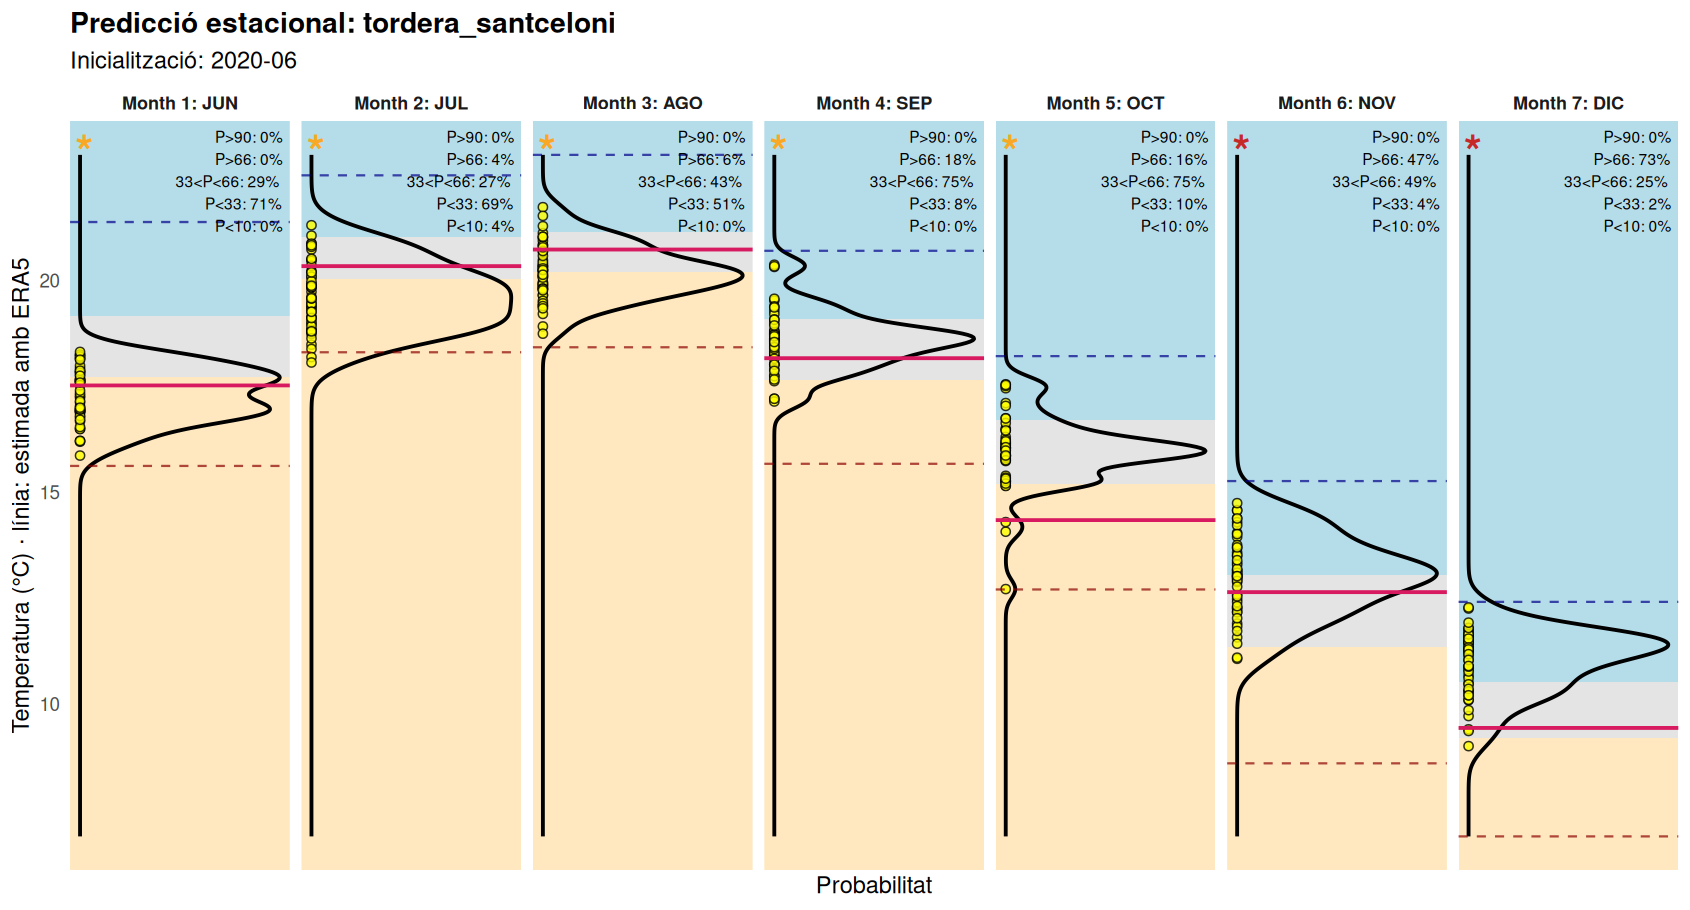 Predicció estacional: tordera_santceloni
Inicialització: 2020-06
Month 1: JUN
Month 2: JUL
Month 3: AGO
Month 4: SEP
Month 5: OCT
Month 6: NOV
Month 7: DIC
*
P>90: 0%
P>66: 0%
33<P<66: 29%
P<33: 71%
P<10: 0%
*
P>90: 0%
P>66: 4%
33<P<66: 27%
P<33: 69%
P<10: 4%
*
P>90: 0%
P>66: 6%
33<P<66: 43%
P<33: 51%
P<10: 0%
*
P>90: 0%
P>66: 18%
33<P<66: 75%
P<33: 8%
P<10: 0%
*
P>90: 0%
P>66: 16%
33<P<66: 75%
P<33: 10%
P<10: 0%
*
P>90: 0%
P>66: 47%
33<P<66: 49%
P<33: 4%
P<10: 0%
*
P>90: 0%
P>66: 73%
33<P<66: 25%
P<33: 2%
P<10: 0%
Temperatura (°C) · línia: estimada amb ERA5
20
15
10
Probabilitat